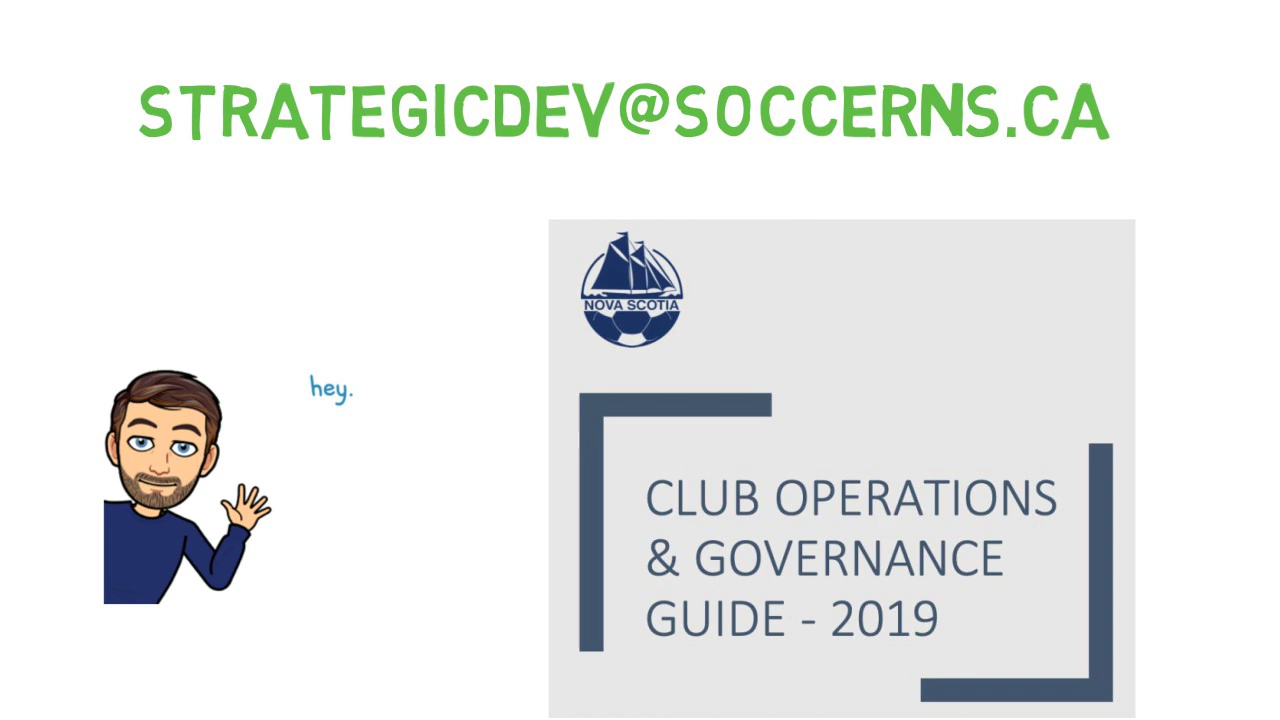 STRATEGICDEV@SOCCERNS.CA
NOVA SCOTIA
hey.
CLUB OPERATIONS
& GOVERNANCE
GUIDE - 2019